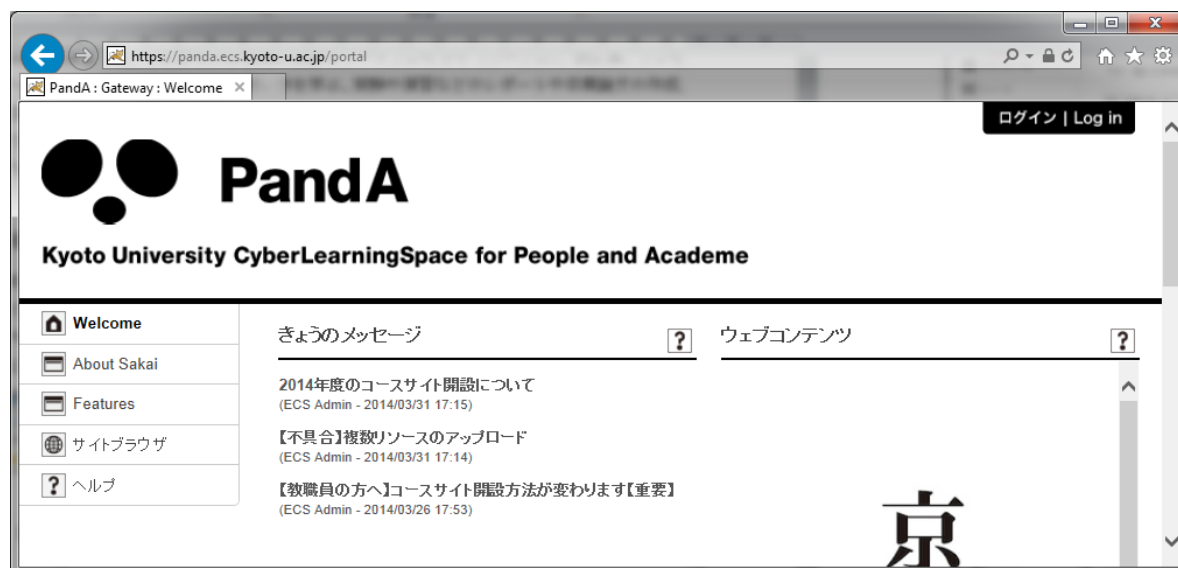 https://panda.ecs.kyoto-u.ac.jp/portal
PandA : Gateway : Welcome
ログイン | Log in
PandA
Kyoto University CyberLearningSpace for People and Academe
Welcome
About Sakai
Features
サイトブラウザ
ヘルプ
きょうのメッセージ
?
2014年度のコースサイト開設について
(ECS Admin - 2014/03/31 17:15)
【不具合】複数リソースのアップロード
(ECS Admin - 2014/03/31 17:14)
【教職員の方へ】コースサイト開設方法が変わります【重要】
(ECS Admin - 2014/03/26 17:53)
ウェブコンテンツ
?
京